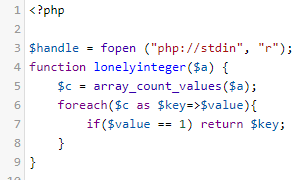 1 <?php
2
3 $handle = fopen ("php://stdin", "r");
4 function lonelyinteger($a) {
5     $c = array_count_values($a);
6     foreach($c as $key=>$value){
7         if($value == 1) return $key;
8     }
9 }